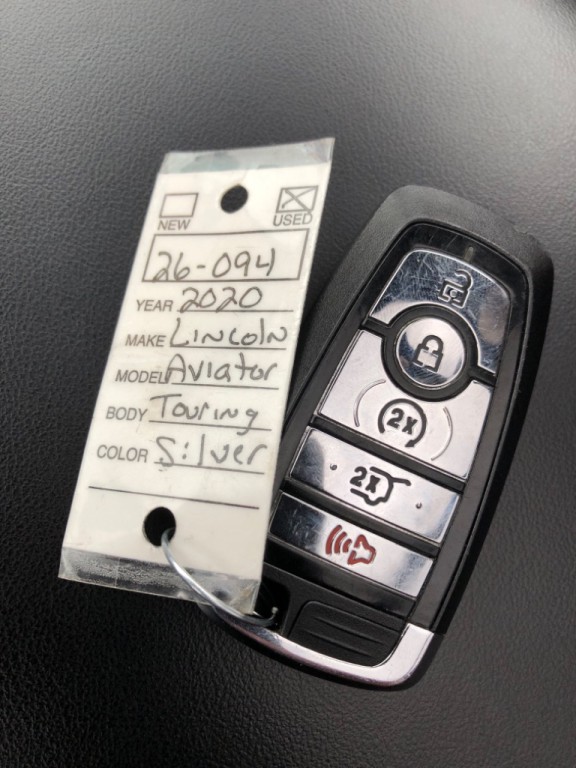 NEW USED
26-094
YEAR 2020
MAKE Lincoln
MODEL Aviator
BODY Touring
COLOR Silver
2x
2x